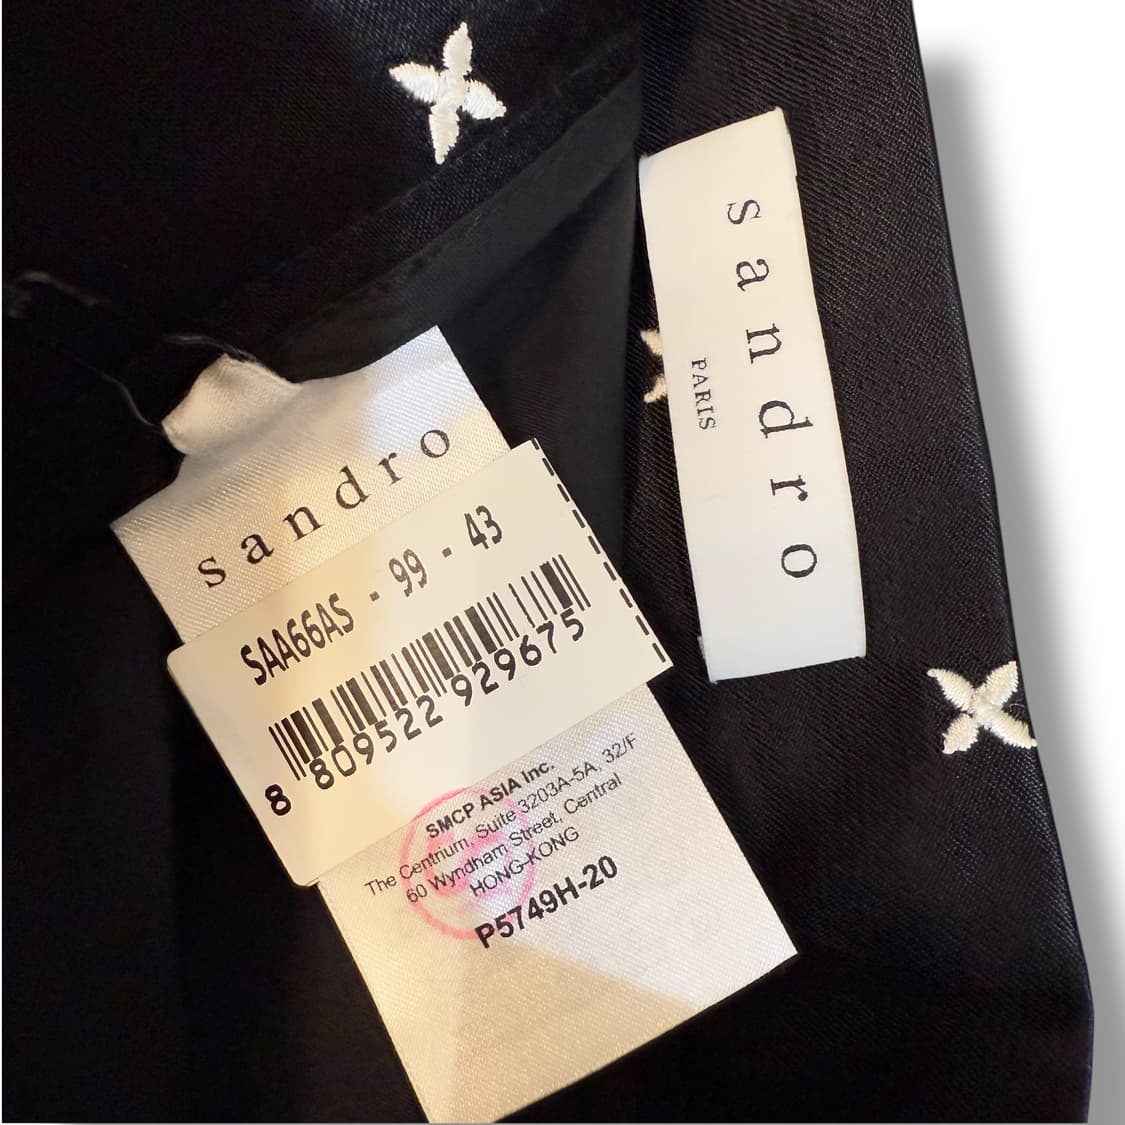 sandro
PARIS
sandro
SAA66AS - 99 - 43
8 809522 929675
SMCP ASIA Inc.
The Centrium, Suite 3203A-5A, 32/F
60 Wyndham Street, Central
HONG-KONG
P5749H-20